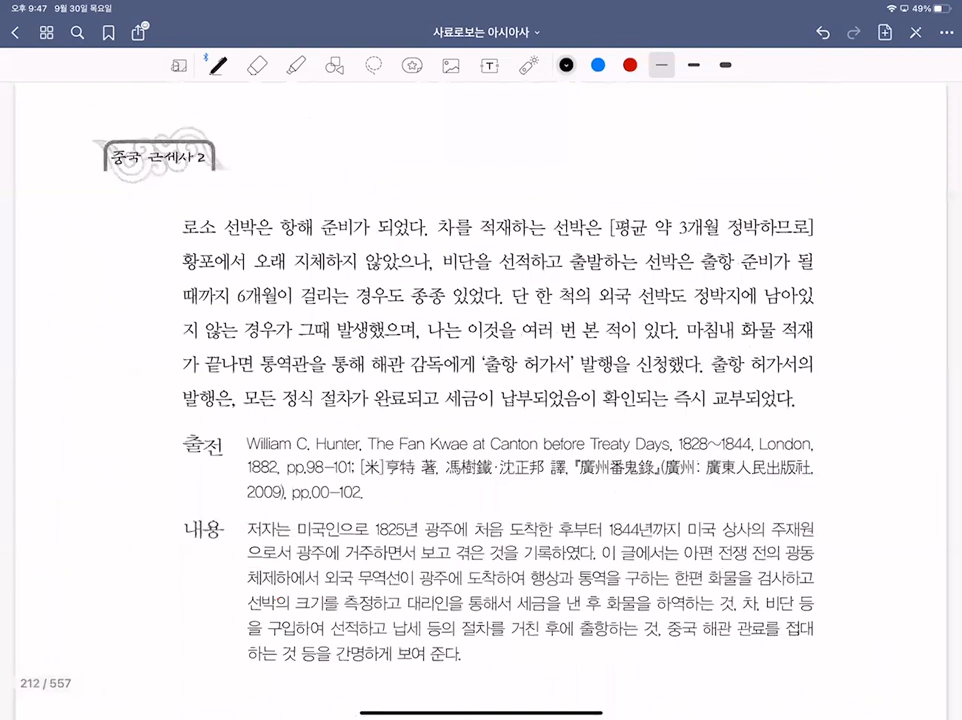 오후 9:47 9월 30일 목요일
49%
사료로보는 아시아사
T
중국 근세사 2
로소 선박은 항해 준비가 되었다. 차를 적재하는 선박은 [평균 약 3개월 정박하므로]
황포에서 오래 지체하지 않았으나, 비단을 선적하고 출발하는 선박은 출항 준비가 될
때까지 6개월이 걸리는 경우도 종종 있었다. 단 한 척의 외국 선박도 정박지에 남아있
지 않는 경우가 그때 발생했으며, 나는 이것을 여러 번 본 적이 있다. 마침내 화물 적재
가 끝나면 통역관을 통해 해관 감독에게 ‘출항 허가서’ 발행을 신청했다. 출항 허가서의
발행은, 모든 정식 절차가 완료되고 세금이 납부되었음이 확인되는 즉시 교부되었다.
출전 William C. Hunter, The Fan Kwae at Canton before Treaty Days, 1828~1844, London,
1882, pp.98-101; [米]亨特 著, 馮樹鐵·沈正邦 譯, 『廣州番鬼錄』(廣州: 廣東人民出版社,
2009), pp.00-102.
내용 저자는 미국인으로 1825년 광주에 처음 도착한 후부터 1844년까지 미국 상사의 주재원
으로서 광주에 거주하면서 보고 겪은 것을 기록하였다. 이 글에서는 아편 전쟁 전의 광동
체제하에서 외국 무역선이 광주에 도착하여 행상과 통역을 구하는 한편 화물을 검사하고
선박의 크기를 측정하고 대리인을 통해서 세금을 낸 후 화물을 하역하는 것, 차, 비단 등
을 구입하여 선적하고 납세 등의 절차를 거친 후에 출항하는 것, 중국 해관 관료를 접대
하는 것 등을 간명하게 보여 준다.
212 / 557